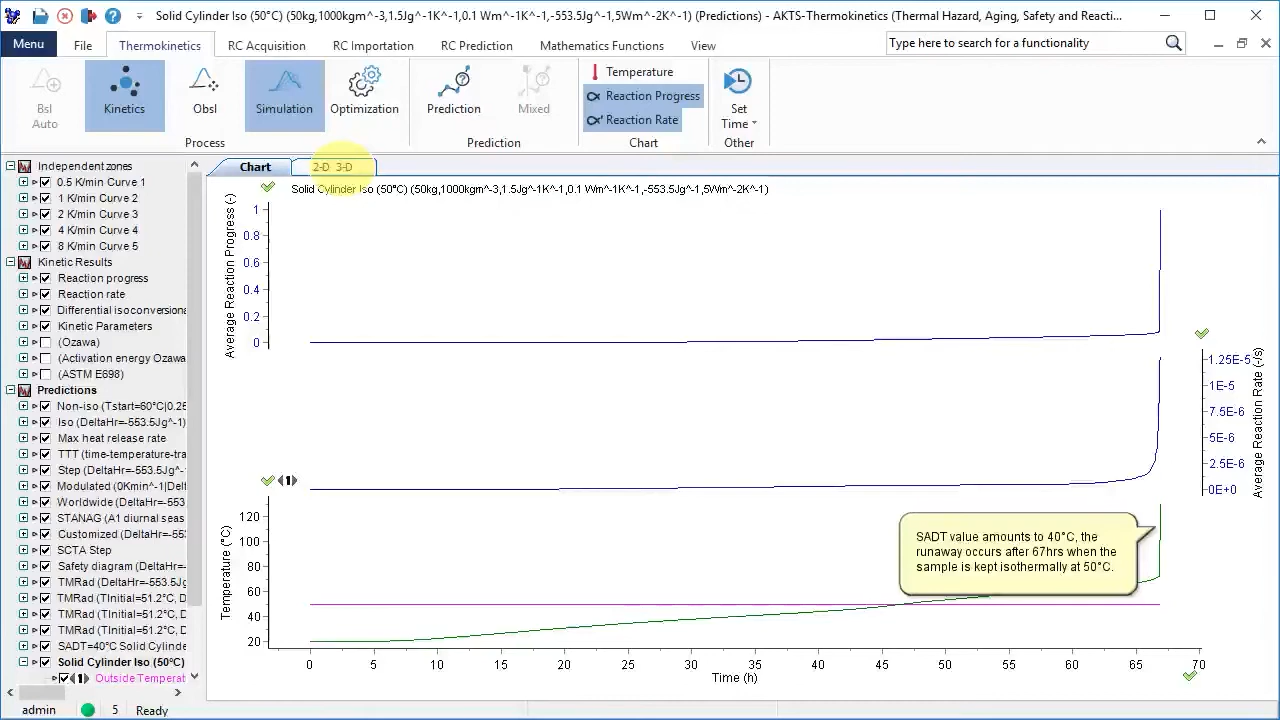 Solid Cylinder Iso (50°C) (50kg,1000kgm^-3,1.5Jg^-1K^-1,0.1 Wm^-1K^-1,-553.5Jg^-1,5Wm^-2K^-1) (Predictions) - AKTS-Thermokinetics (Thermal Hazard, Aging, Safety and Reacti...
Menu File Thermokinetics RC Acquisition RC Importation RC Prediction Mathematics Functions View
Type here to search for a functionality
Bsl Auto
Kinetics
Obsl
Simulation
Optimization
Prediction
Mixed
Temperature
Reaction Progress
Reaction Rate
Set Time
Process
Prediction
Chart
Other
Chart
2-D 3-D
Independent zones
0.5 K/min Curve 1
1 K/min Curve 2
2 K/min Curve 3
4 K/min Curve 4
8 K/min Curve 5
Kinetic Results
Reaction progress
Reaction rate
Differential isoconversiona
Kinetic Parameters
(Ozawa)
(Activation energy Ozawa
(ASTM E698)
Predictions
Non-iso (Tstart=60°C|0.25
Iso (DeltaHr=-553.5Jg^-1)
Max heat release rate
TTT (time-temperature-tra
Step (DeltaHr=-553.5Jg^-
Modulated (0Kmin^-1|Delt
Worldwide (DeltaHr=-553
STANAG (A1 diurnal seas
Customized (DeltaHr=-553
SCTA Step
Safety diagram (DeltaHr=-
TMRad (DeltaHr=-553.5Jg
TMRad (TInitial=51.2°C, D
TMRad (TInitial=51.2°C, D
TMRad (TInitial=51.2°C, D
SADT=40°C Solid Cylinde
Solid Cylinder Iso (50°C)
1 Outside Temperat
Solid Cylinder Iso (50°C) (50kg,1000kgm^-3,1.5Jg^-1K^-1,0.1 Wm^-1K^-1,-553.5Jg^-1,5Wm^-2K^-1)
Average Reaction Progress (-)
1
0.8
0.6
0.4
0.2
0
Average Reaction Rate (-/s)
1.25E-5
1E-5
7.5E-6
5E-6
2.5E-6
0E+0
1
Temperature (°C)
120
100
80
60
40
20
SADT value amounts to 40°C, the
runaway occurs after 67hrs when the
sample is kept isothermally at 50°C.
0 5 10 15 20 25 30 35 40 45 50 55 60 65 70
Time (h)
admin 5 Ready